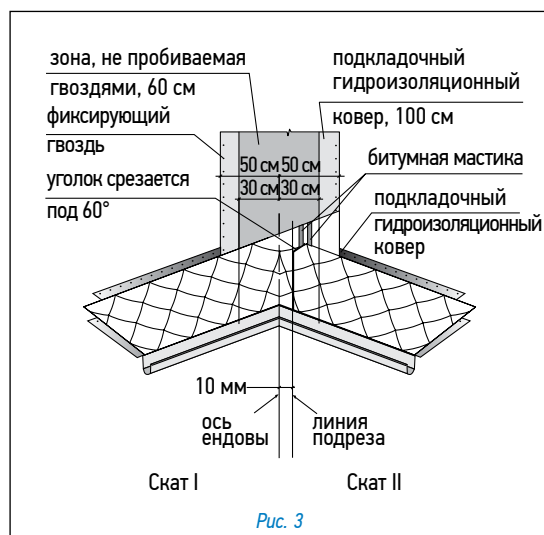 зона, не пробиваемая
гвоздями, 60 см
фиксирующий
гвоздь
уголок срезается
под 60°
подкладочный
гидроизоляционный
ковер, 100 см
битумная мастика
подкладочный
гидроизоляционный
ковер
50 см 50 см
30 см 30 см
10 мм
ось
ендовы
линия
подреза
Скат I
Скат II
Рис. 3